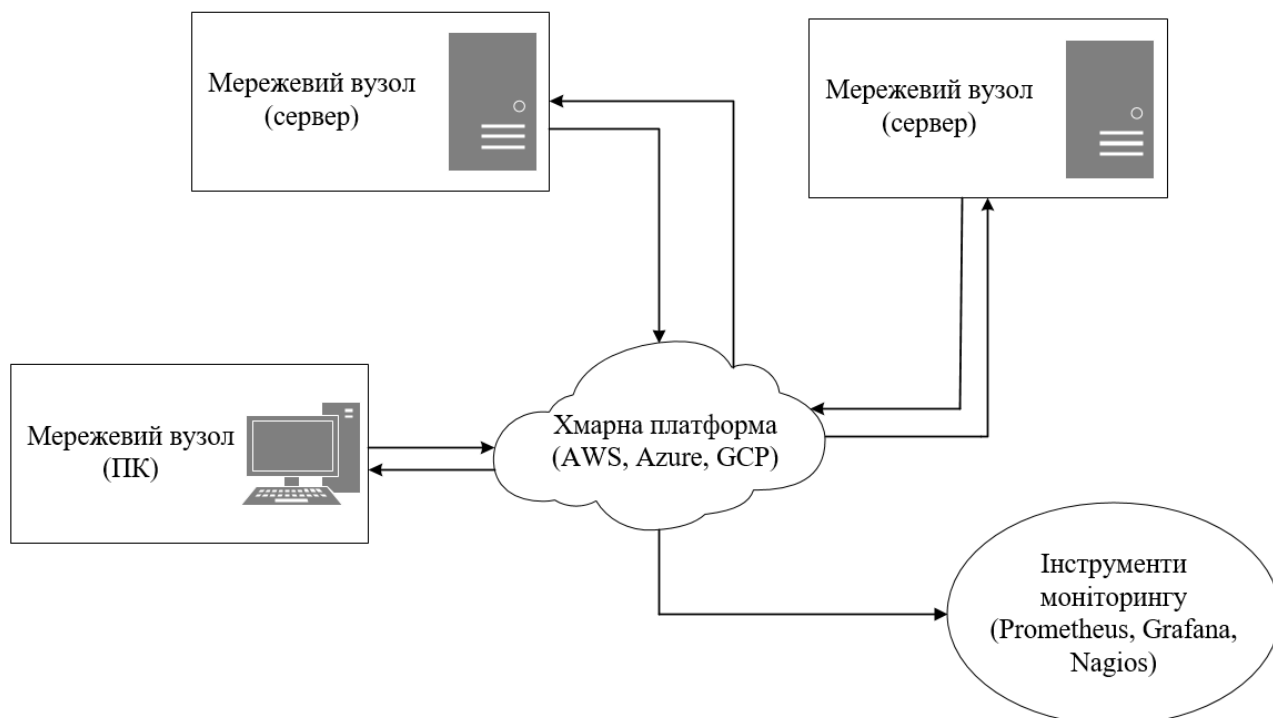 Мережевий вузол
(сервер)
Мережевий вузол
(сервер)
Мережевий вузол
(ПК)
Хмарна платформа
(AWS, Azure, GCP)
Інструменти
моніторингу
(Prometheus, Grafana,
Nagios)